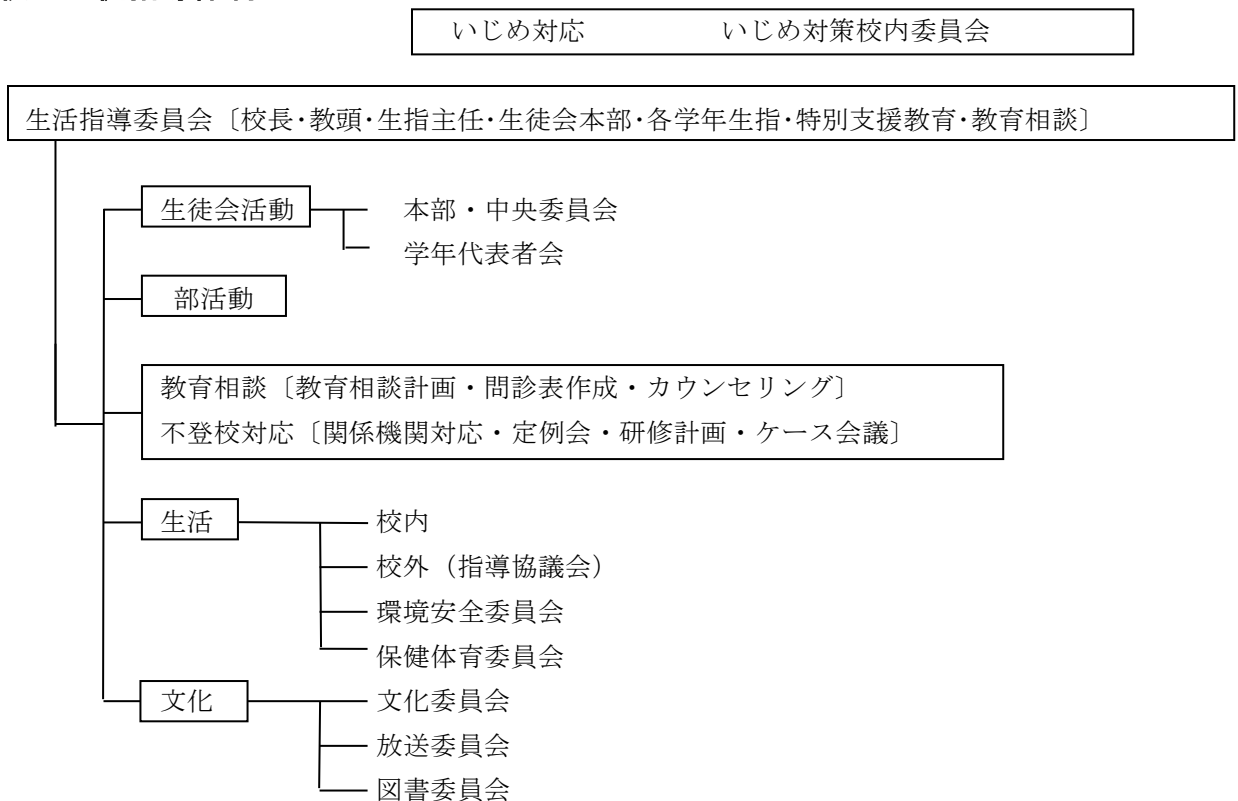 いじめ対応　いじめ対策校内委員会
生活指導委員会〔校長・教頭・生指主任・生徒会本部・各学年生指・特別支援教育・教育相談〕
生徒会活動　本部・中央委員会
学年代表者会
部活動
教育相談〔教育相談計画・問診表作成・カウンセリング〕
不登校対応〔関係機関対応・定例会・研修計画・ケース会議〕
生活　校内
校外（指導協議会）
環境安全委員会
保健体育委員会
文化　文化委員会
放送委員会
図書委員会